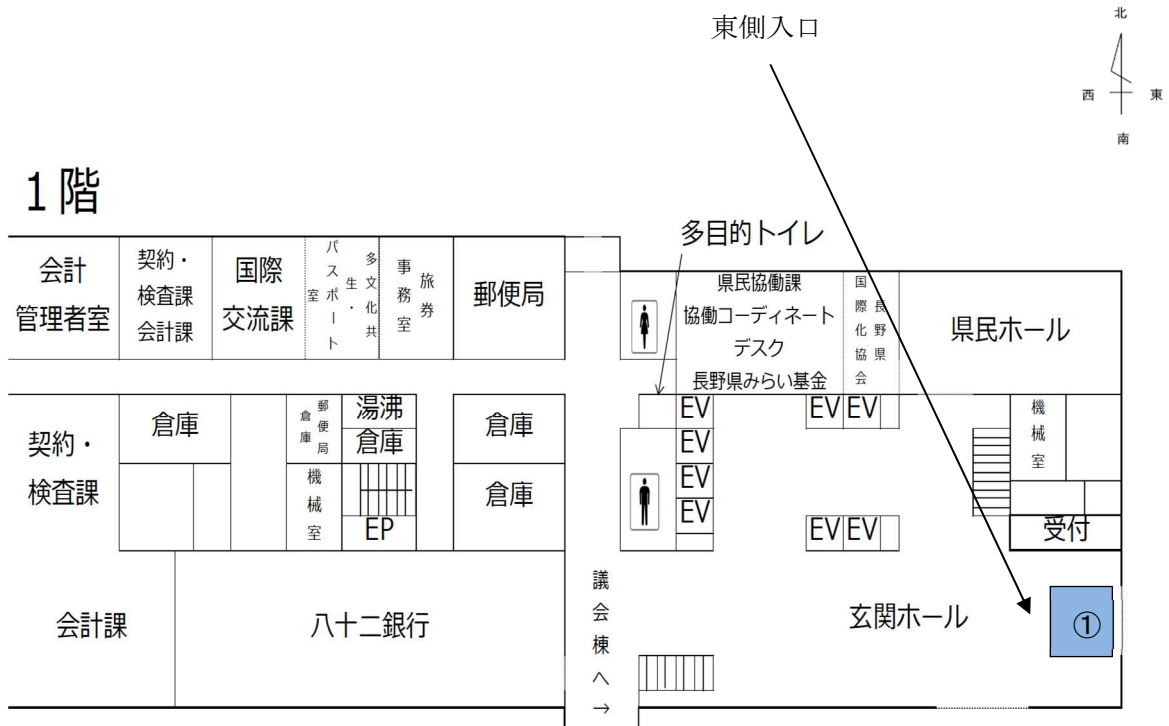 東側入口
北
西
東
南
1階
多目的トイレ
会計
管理者室
契約・
検査課
会計課
国際
交流課
パスポート
室
多文化共
生・
旅券
事務室
郵便局
県民協働課
協働コーディネート
デスク
長野県みらい基金
長野県
国際化協会
県民ホール
契約・
検査課
倉庫
郵便局
倉庫
湯沸
倉庫
機械室
EP
倉庫
倉庫
EV
EV
EV
EV
EV EV
EV EV
機械室
受付
会計課
八十二銀行
議会棟へ→
玄関ホール
①